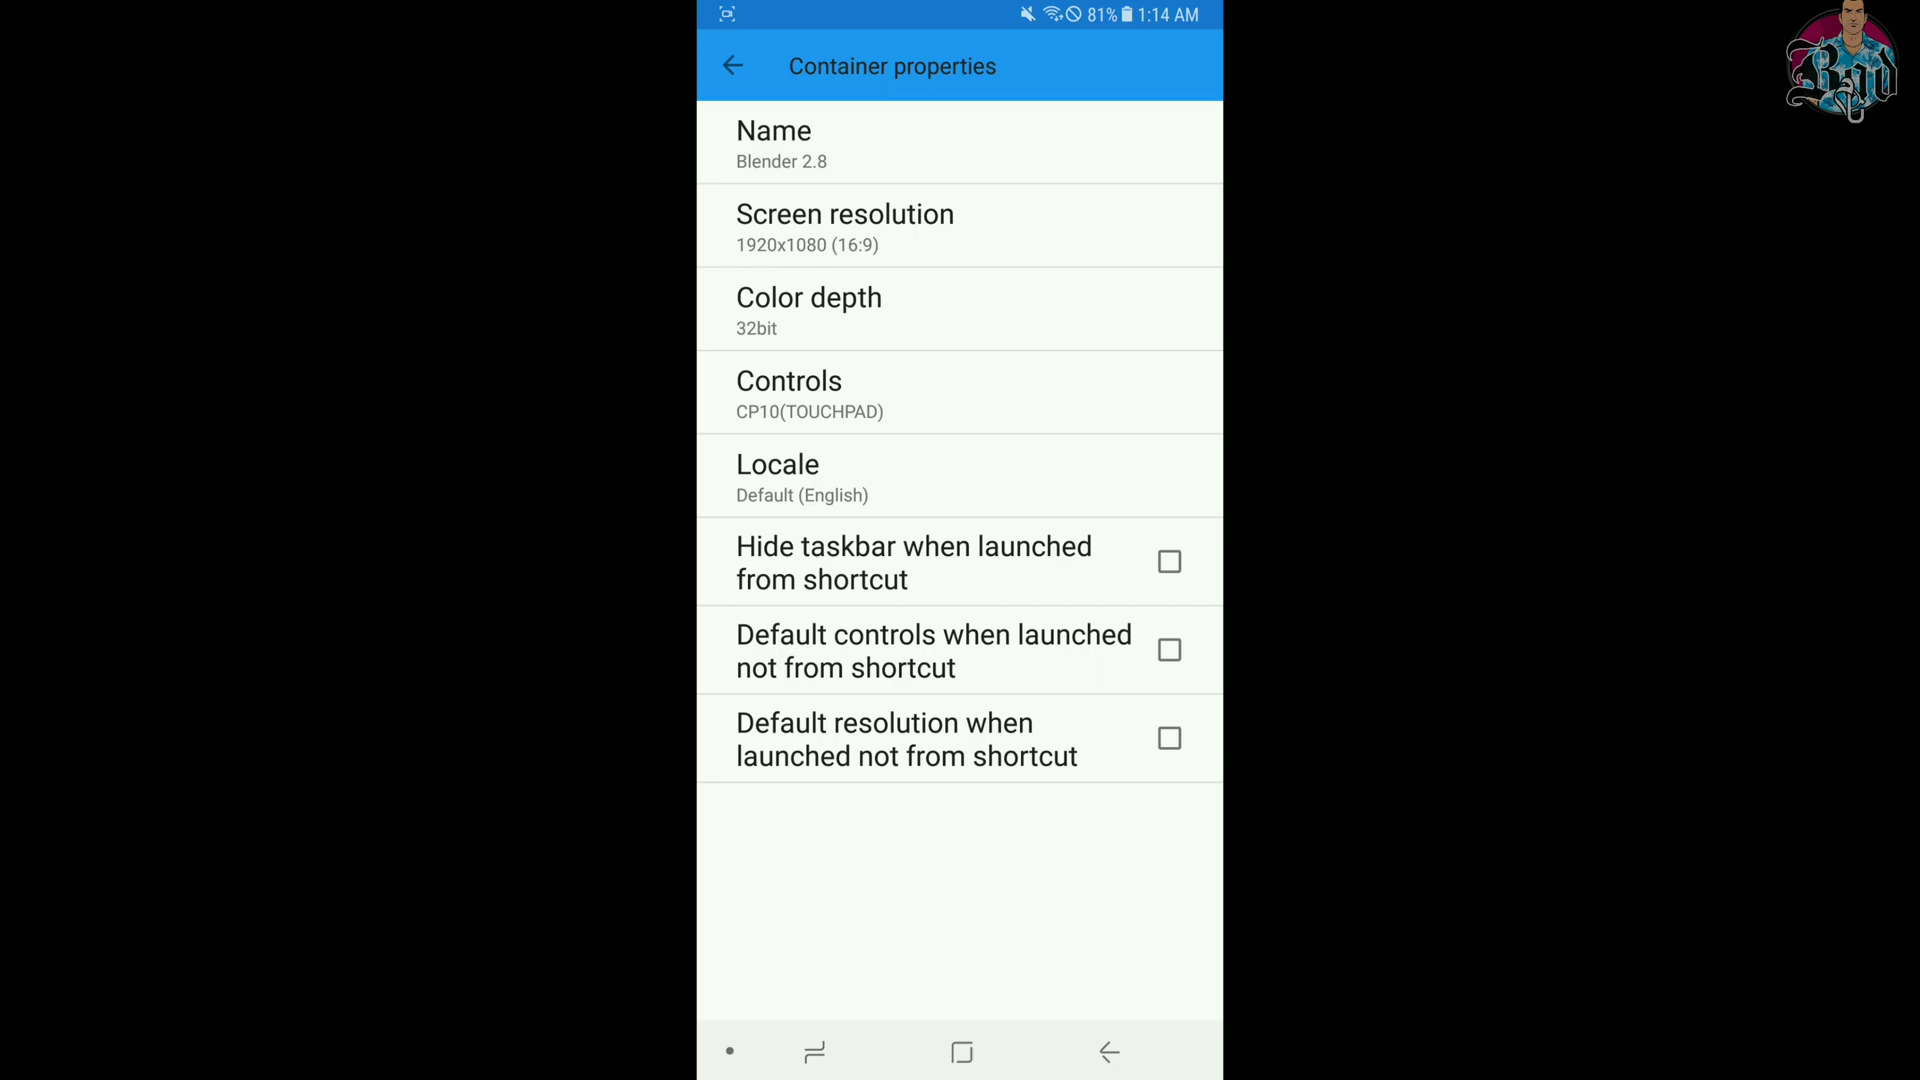 81% 1:14 AM
Container properties
Name
Blender 2.8
Screen resolution
1920x1080 (16:9)
Color depth
32bit
Controls
CP10(TOUCHPAD)
Locale
Default (English)
Hide taskbar when launched
from shortcut
Default controls when launched
not from shortcut
Default resolution when
launched not from shortcut